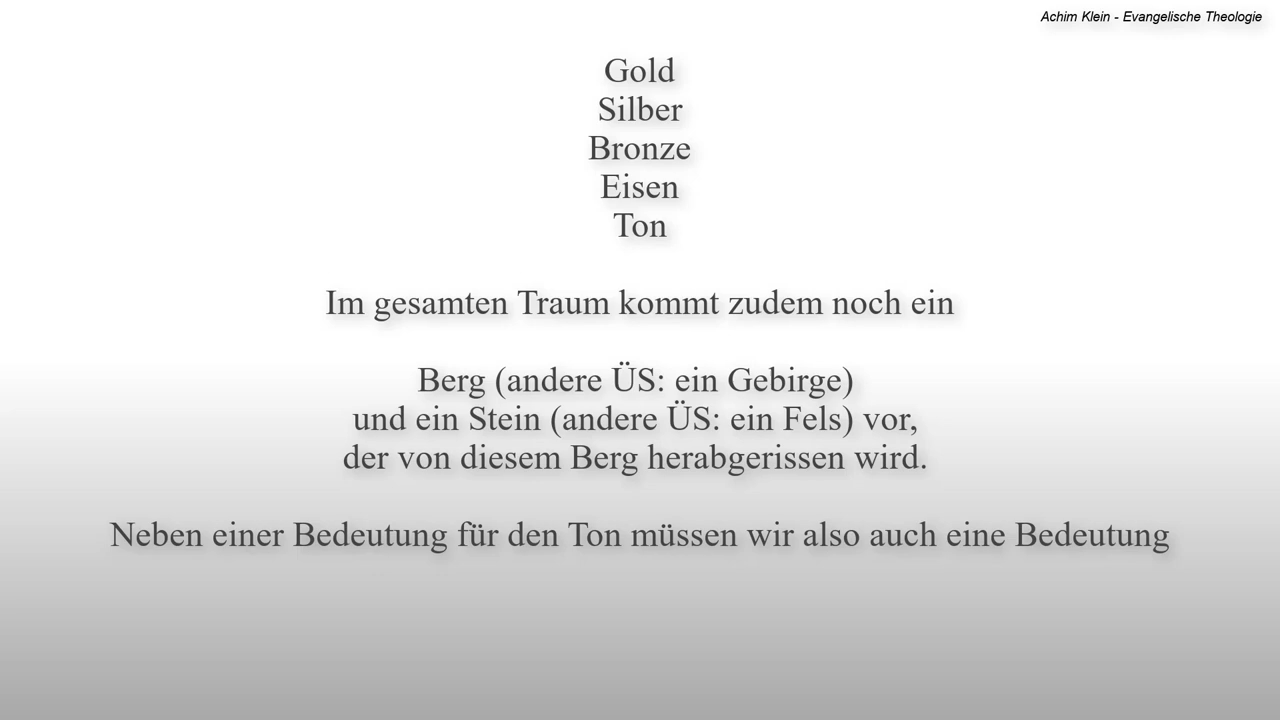 Achim Klein - Evangelische Theologie
Gold
Silber
Bronze
Eisen
Ton
Im gesamten Traum kommt zudem noch ein
Berg (andere ÜS: ein Gebirge)
und ein Stein (andere ÜS: ein Fels) vor,
der von diesem Berg herabgerissen wird.
Neben einer Bedeutung für den Ton müssen wir also auch eine Bedeutung